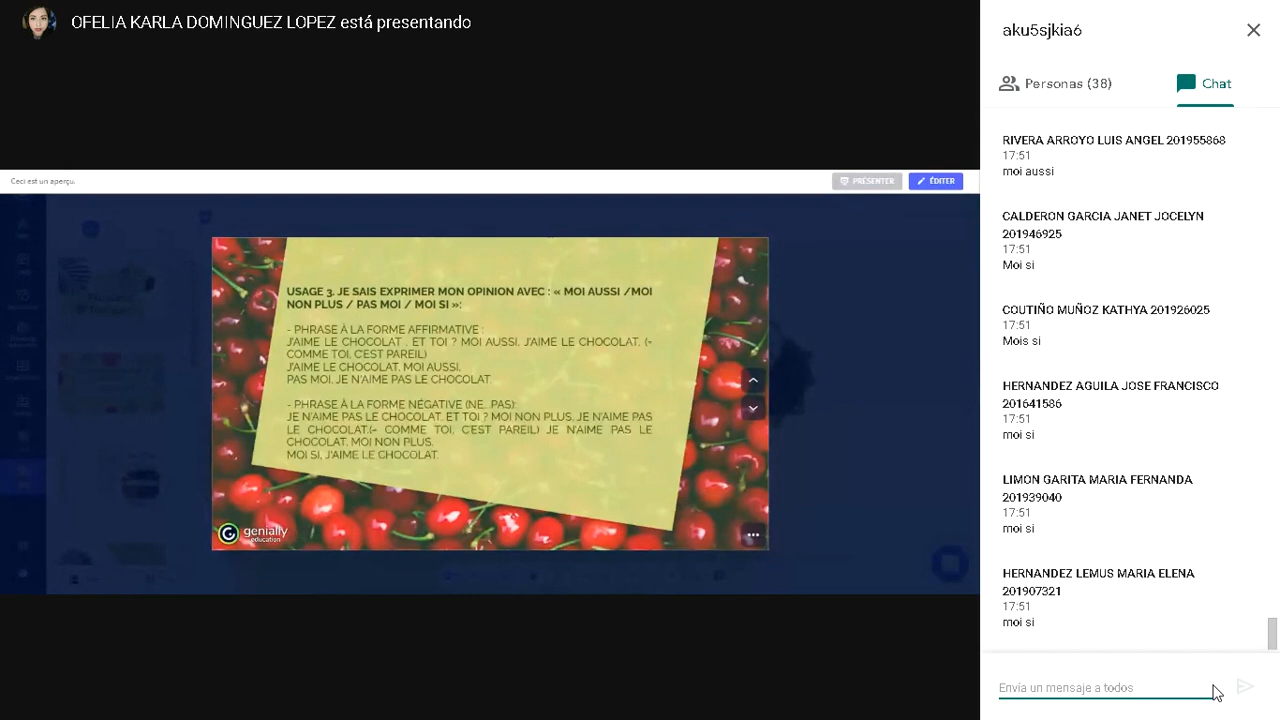 OFELIA KARLA DOMINGUEZ LOPEZ está presentando
Ceci est un aperçu.
PRÉSENTER
ÉDITER
USAGE 3. JE SAIS EXPRIMER MON OPINION AVEC : « MOI AUSSI /MOI
NON PLUS / PAS MOI / MOI SI »:
- PHRASE À LA FORME AFFIRMATIVE :
J'AIME LE CHOCOLAT . ET TOI ? MOI AUSSI, J'AIME LE CHOCOLAT. (=
COMME TOI, C'EST PAREIL)
J'AIME LE CHOCOLAT. MOI AUSSI.
PAS MOI. JE N'AIME PAS LE CHOCOLAT.
- PHRASE À LA FORME NÉGATIVE (NE...PAS):
JE N'AIME PAS LE CHOCOLAT. ET TOI ? MOI NON PLUS, JE N'AIME PAS
LE CHOCOLAT.(= COMME TOI, C'EST PAREIL) JE N'AIME PAS LE
CHOCOLAT. MOI NON PLUS.
MOI SI, J'AIME LE CHOCOLAT.
genially
education
aku5sjkia6
Personas (38)
Chat
RIVERA ARROYO LUIS ANGEL 201955868
17:51
moi aussi
CALDERON GARCIA JANET JOCELYN
201946925
17:51
Moi si
COUTIÑO MUÑOZ KATHYA 201926025
17:51
Mois si
HERNANDEZ AGUILA JOSE FRANCISCO
201641586
17:51
moi si
LIMON GARITA MARIA FERNANDA
201939040
17:51
moi si
HERNANDEZ LEMUS MARIA ELENA
201907321
17:51
moi si
Envía un mensaje a todos